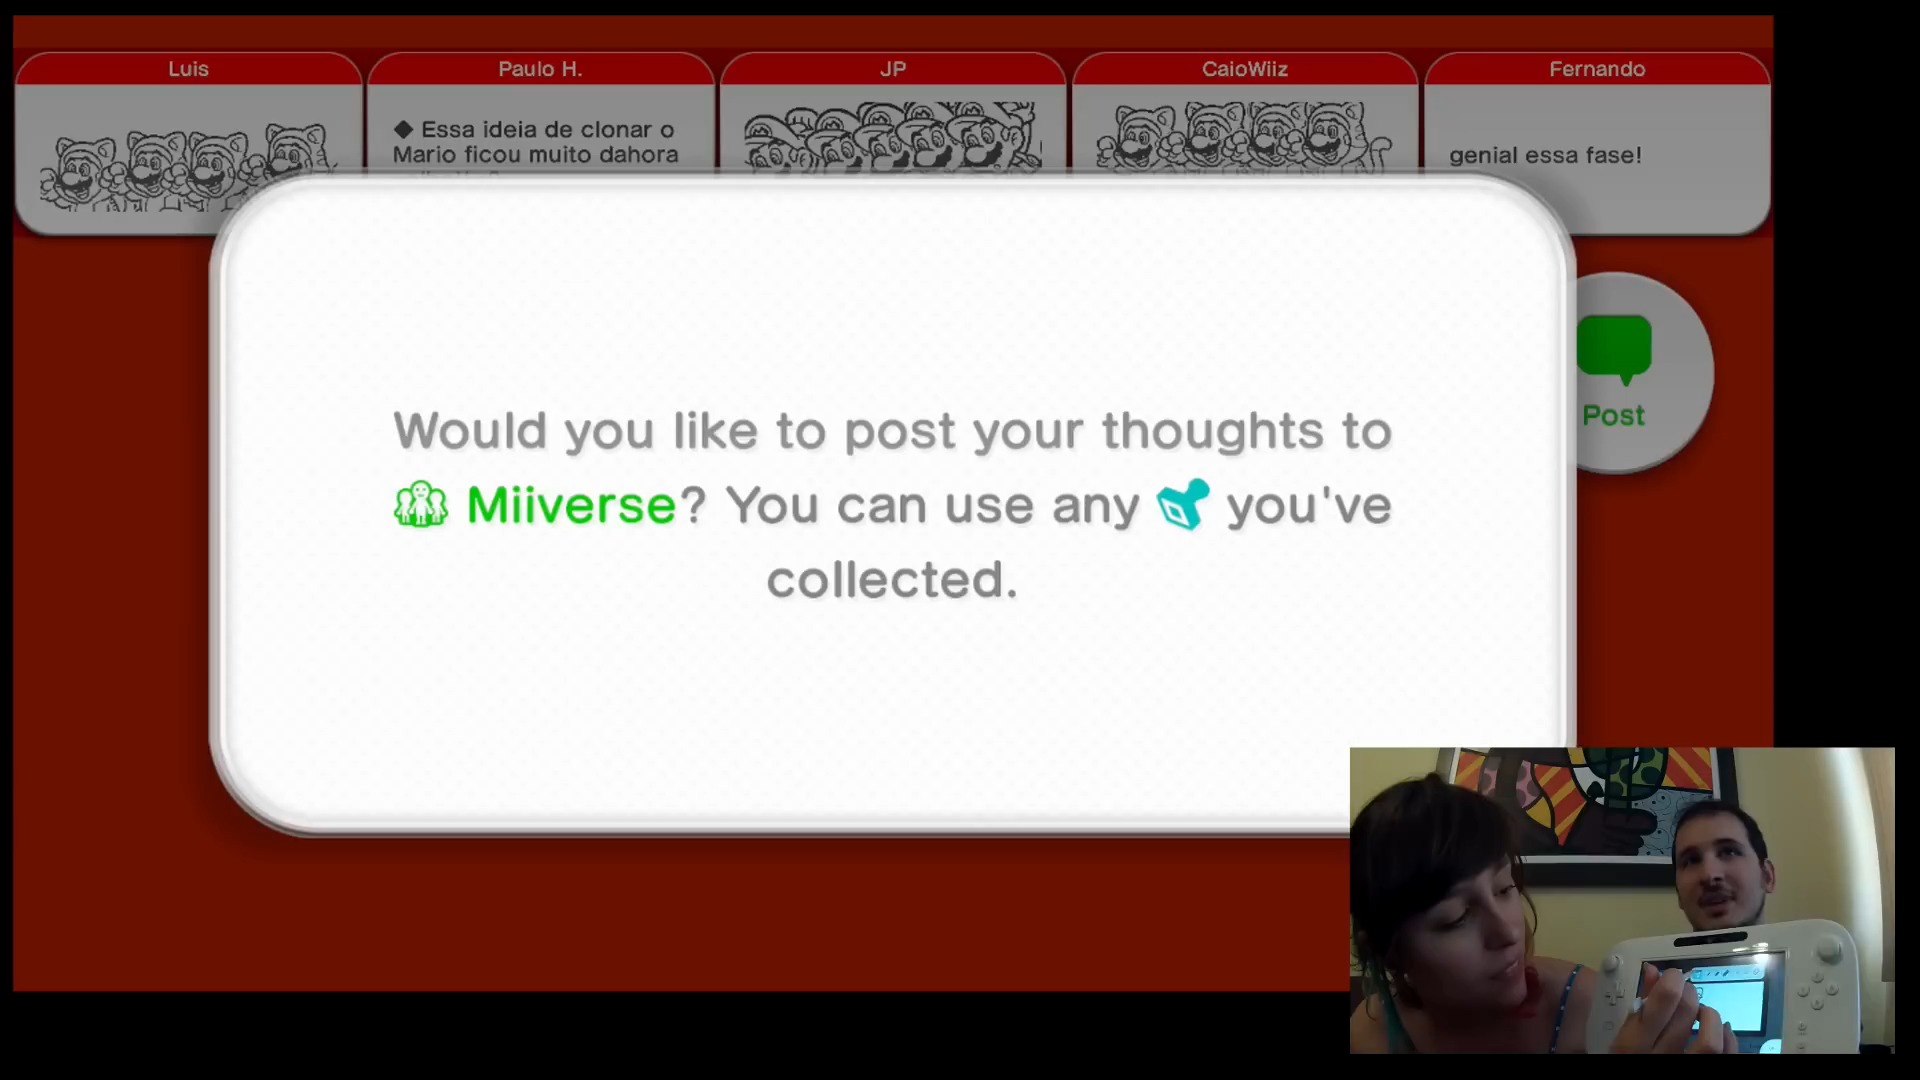 Luis
Paulo H.
JP
CaioWiiz
Fernando
◆ Essa ideia de clonar o
Mario ficou muito dahora
genial essa fase!
Would you like to post your thoughts to
Miiverse? You can use any you've
collected.
Post